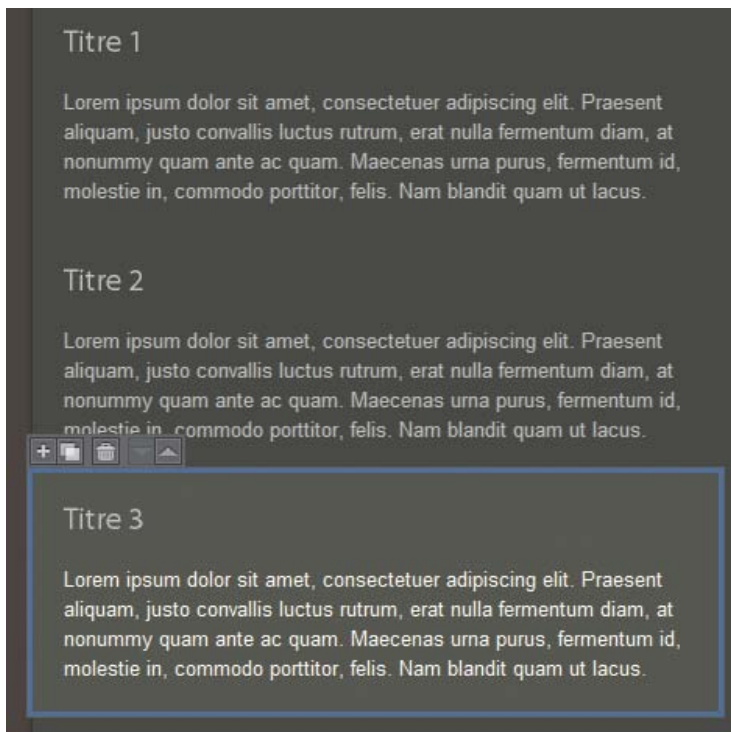 Titre 1
Lorem ipsum dolor sit amet, consectetuer adipiscing elit. Praesent
aliquam, justo convallis luctus rutrum, erat nulla fermentum diam, at
nonummy quam ante ac quam. Maecenas urna purus, fermentum id,
molestie in, commodo porttitor, felis. Nam blandit quam ut lacus.
Titre 2
Lorem ipsum dolor sit amet, consectetuer adipiscing elit. Praesent
aliquam, justo convallis luctus rutrum, erat nulla fermentum diam, at
nonummy quam ante ac quam. Maecenas urna purus, fermentum id,
molestie in, commodo porttitor, felis. Nam blandit quam ut lacus.
Titre 3
Lorem ipsum dolor sit amet, consectetuer adipiscing elit. Praesent
aliquam, justo convallis luctus rutrum, erat nulla fermentum diam, at
nonummy quam ante ac quam. Maecenas urna purus, fermentum id,
molestie in, commodo porttitor, felis. Nam blandit quam ut lacus.